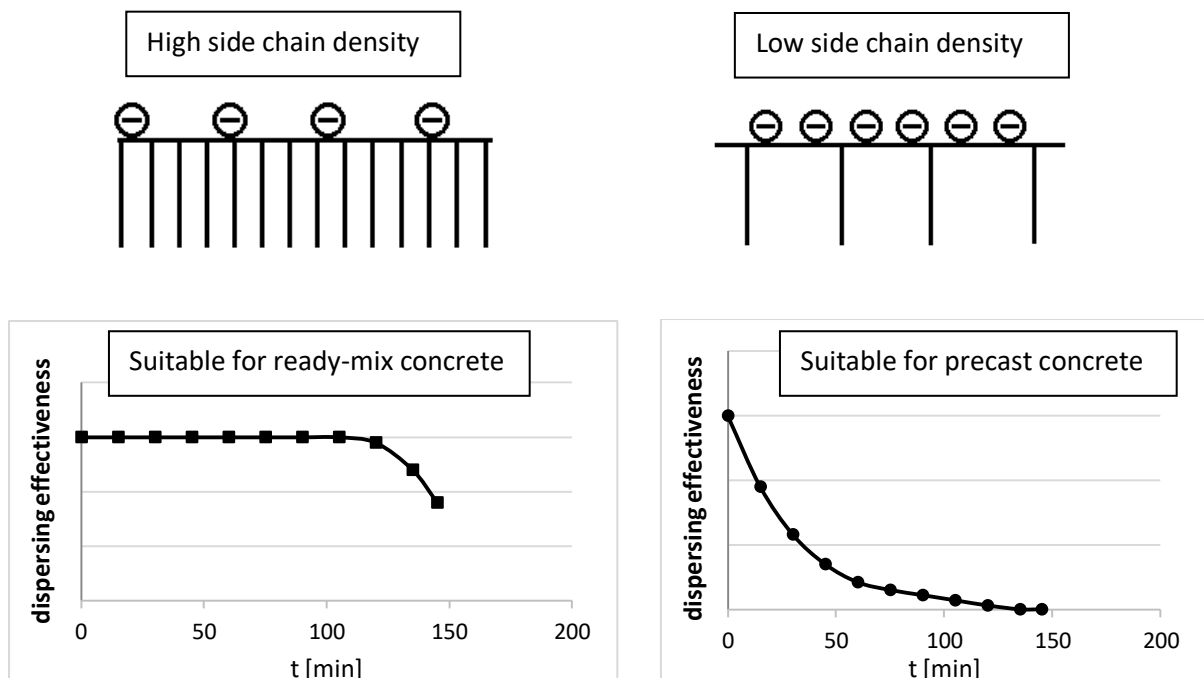 High side chain density
Low side chain density
− − − −
− − − − − −
Suitable for ready-mix concrete
dispersing effectiveness
0 50 100 150 200
t [min]
Suitable for precast concrete
dispersing effectiveness
0 50 100 150 200
t [min]